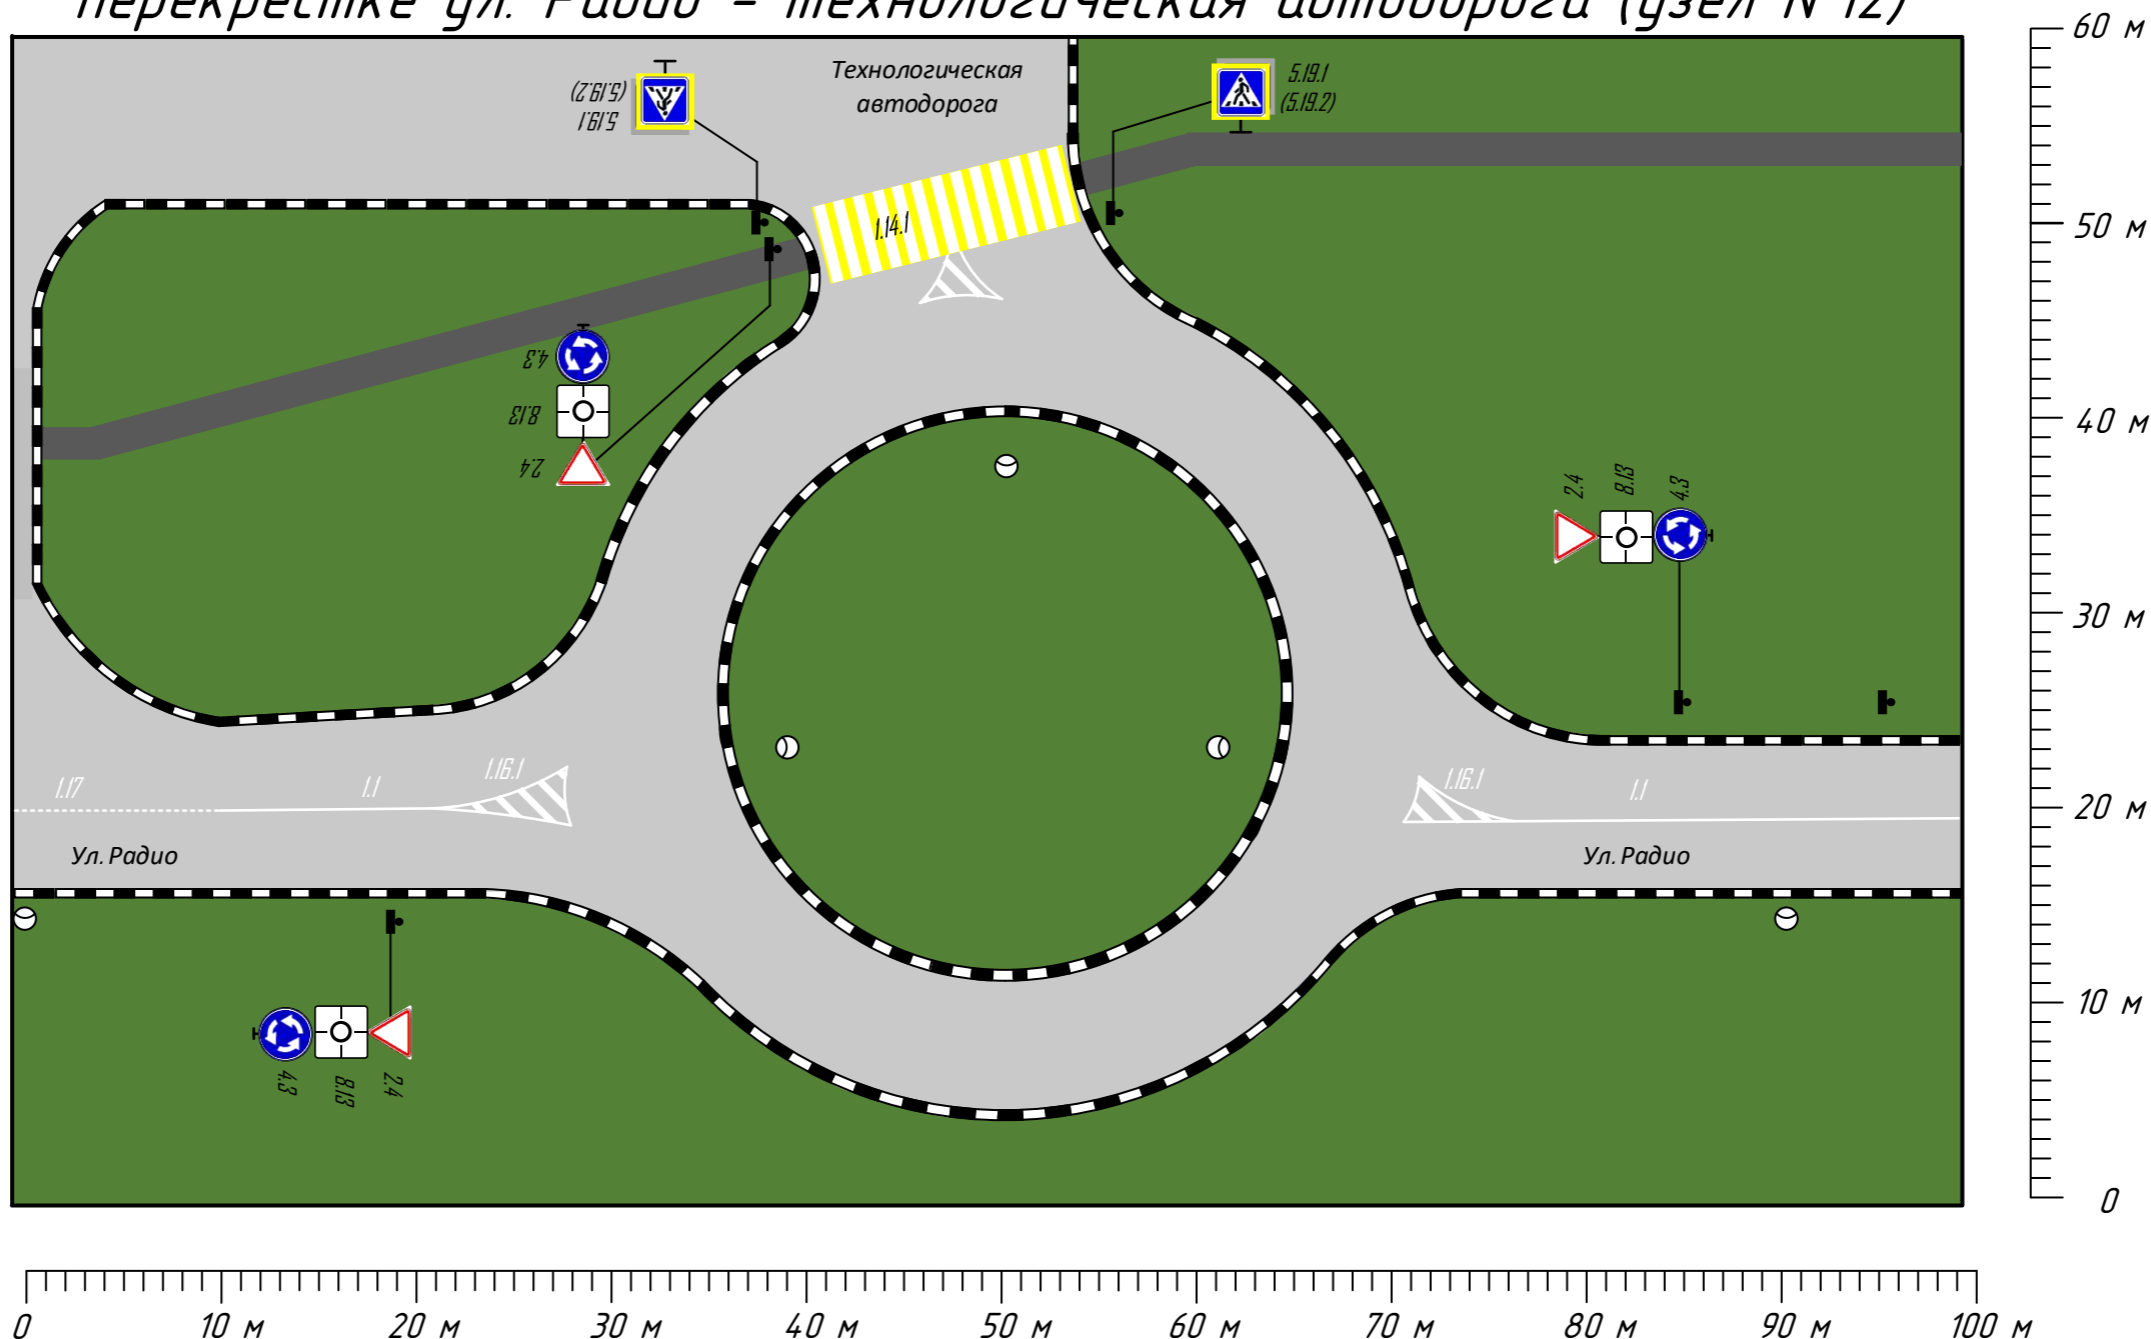 перекрестке ул. Радио - технологическая автодорога (узел №12)
60 м
Технологическая
автодорога
5.19.1
(5.19.2)
(5.19.2)
5.19.1
50 м
1.14.1
4.3
8.13
2.4
40 м
2.4
8.13
4.3
30 м
1.17
1.1
1.16.1
1.16.1
1.1
20 м
Ул. Радио
Ул. Радио
10 м
4.3
8.13
2.4
0
0
10 м
20 м
30 м
40 м
50 м
60 м
70 м
80 м
90 м
100 м